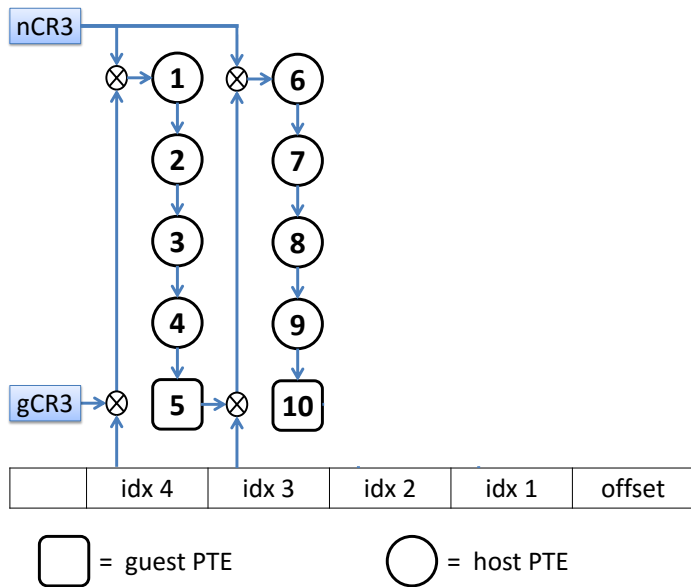 nCR3
1 6
2 7
3 8
4 9
gCR3 5 10
idx 4 idx 3 idx 2 idx 1 offset
= guest PTE = host PTE